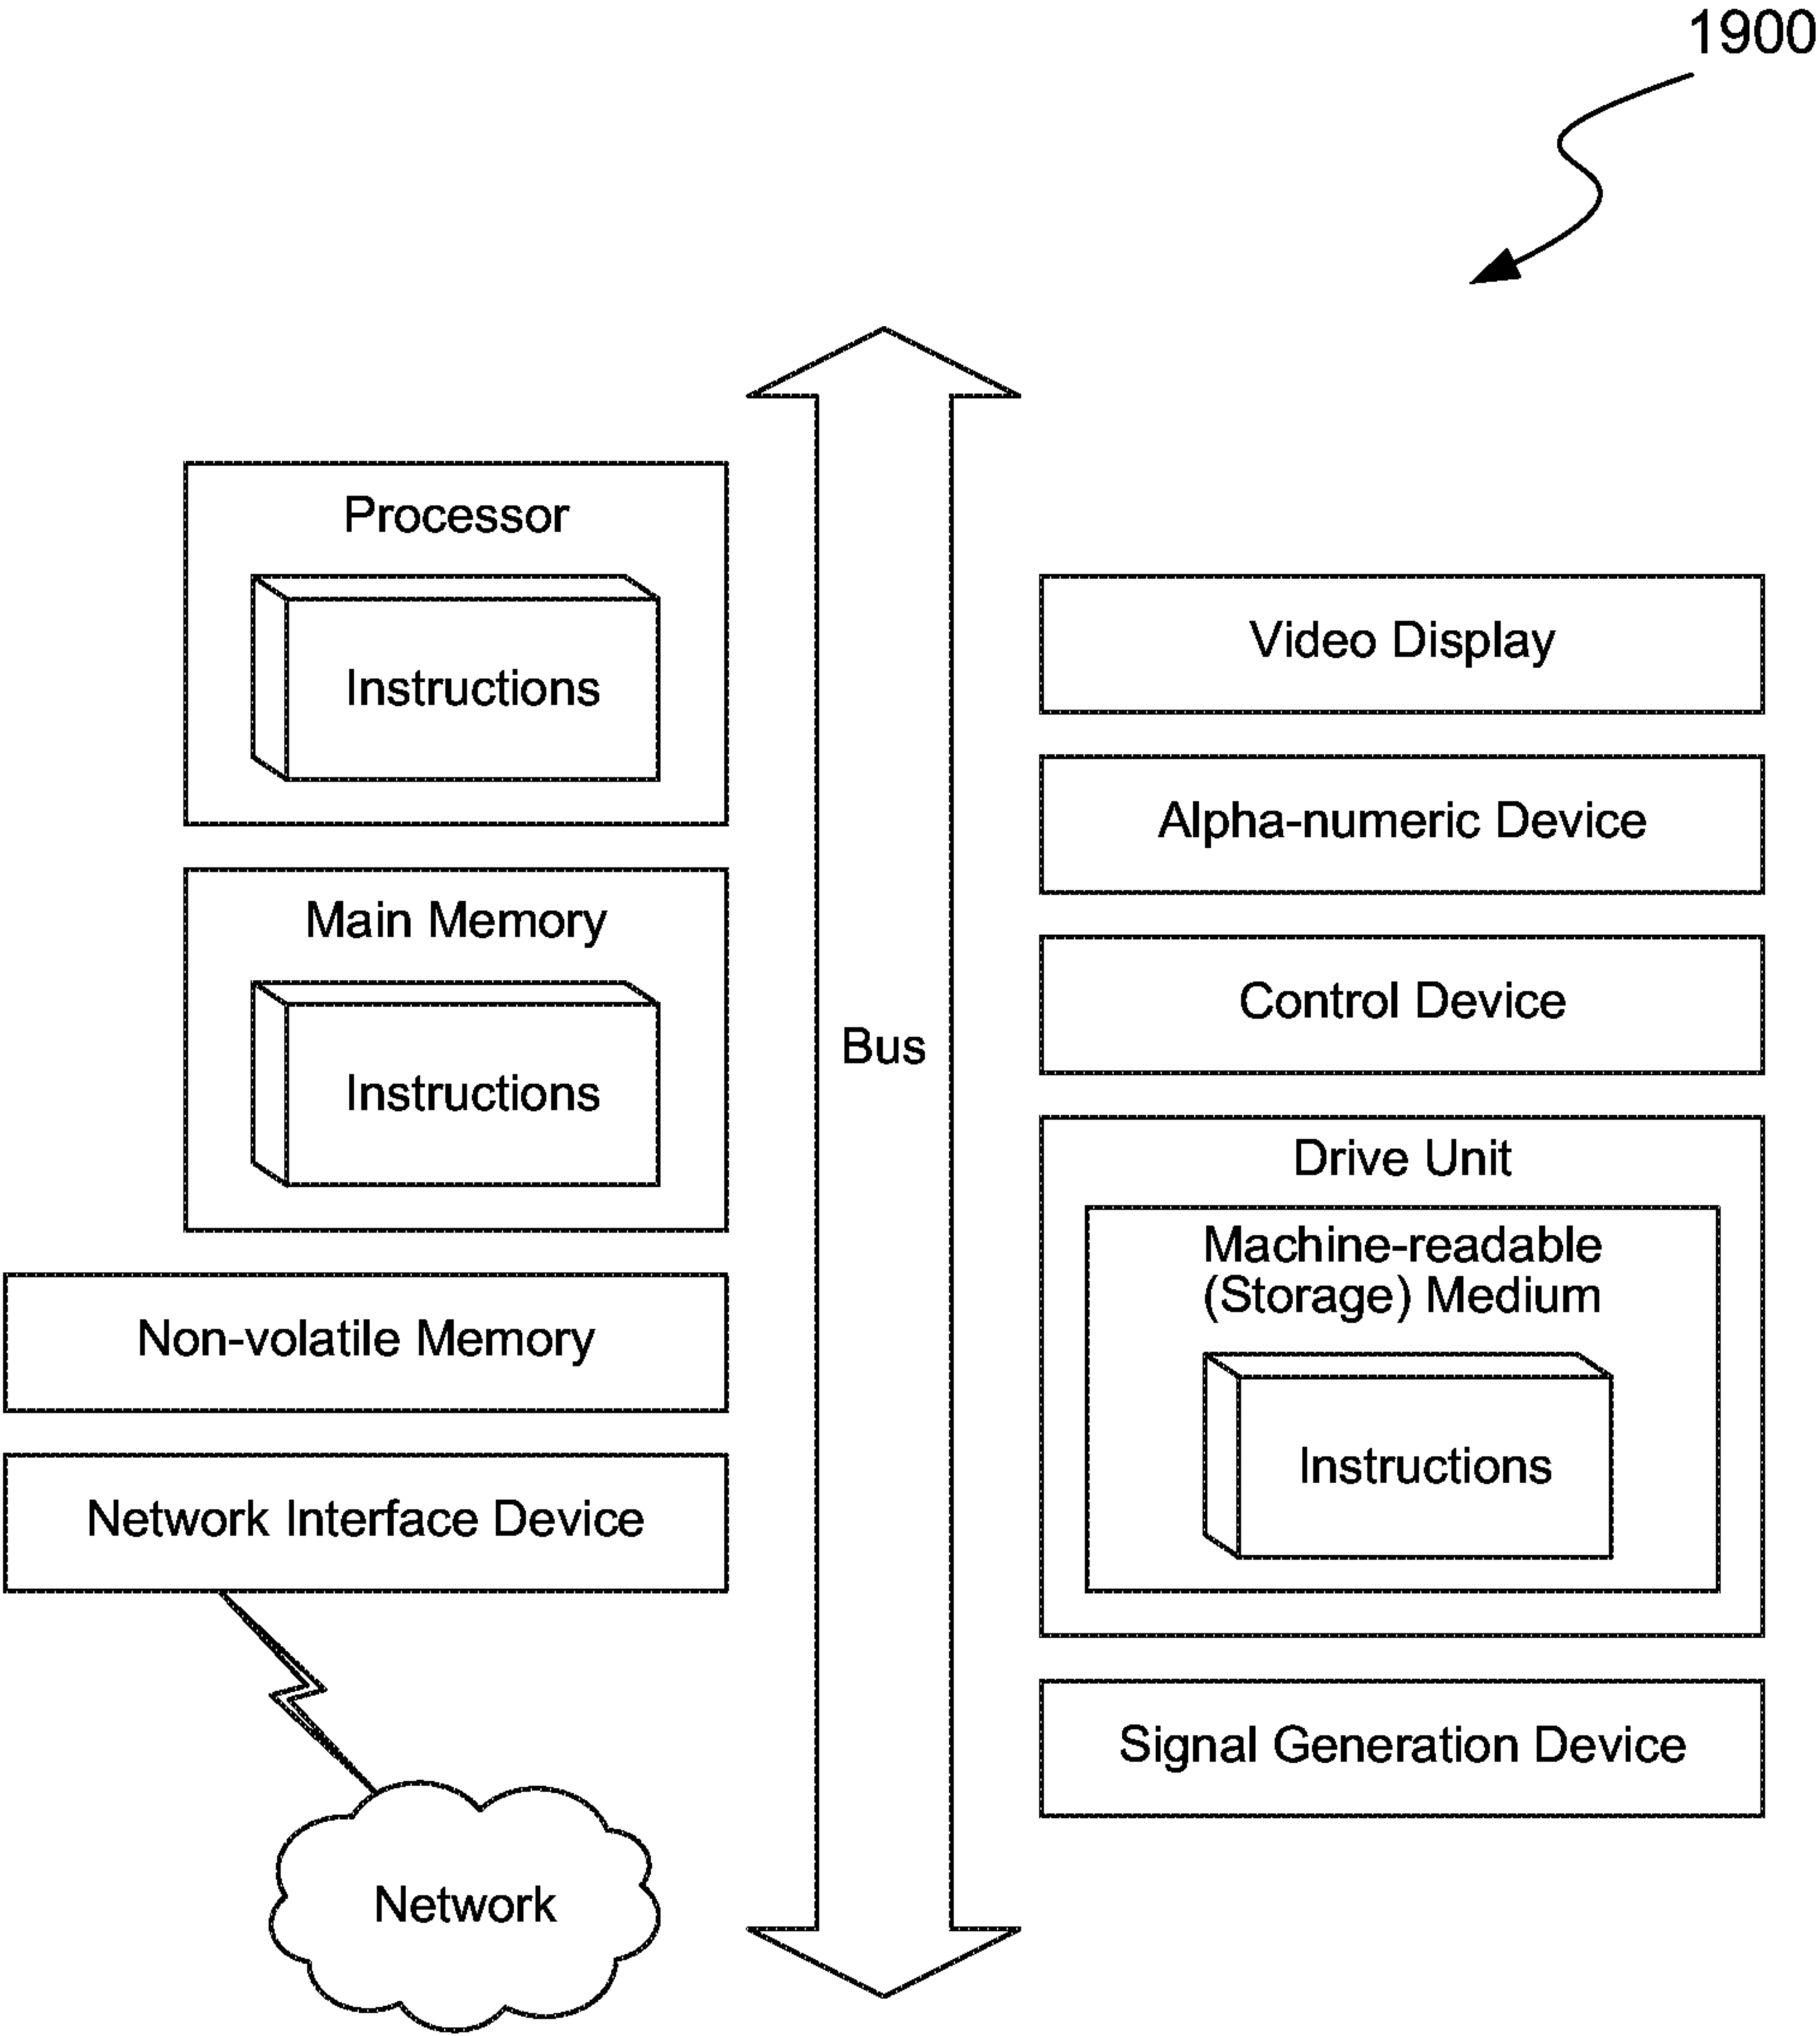 1900
Processor
Instructions
Main Memory
Instructions
Non-volatile Memory
Network Interface Device
Network
Bus
Video Display
Alpha-numeric Device
Control Device
Drive Unit
Machine-readable
(Storage) Medium
Instructions
Signal Generation Device